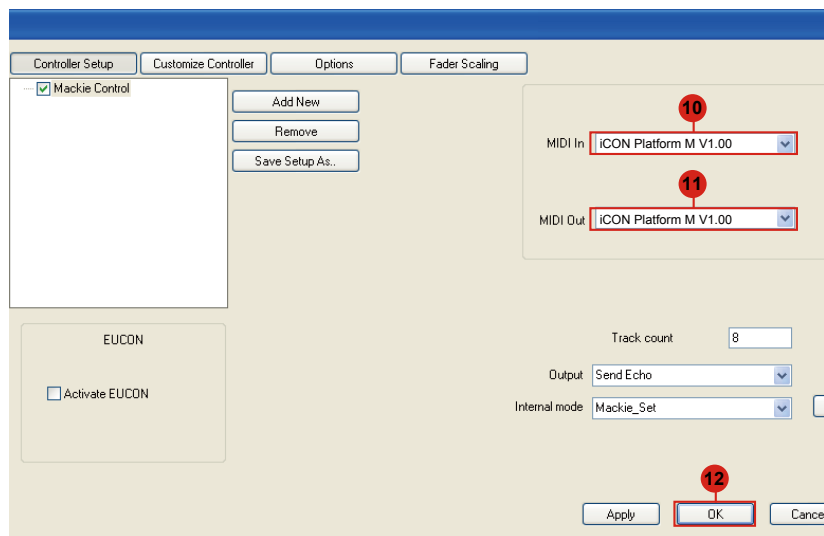 Controller Setup
Customize Controller
Options
Fader Scaling
Mackie Control
Add New
Remove
Save Setup As..
10
MIDI In
iCON Platform M V1.00
11
MIDI Out
iCON Platform M V1.00
EUCON
Activate EUCON
Track count
8
Output
Send Echo
Internal mode
Mackie_Set
12
Apply
OK
Cance